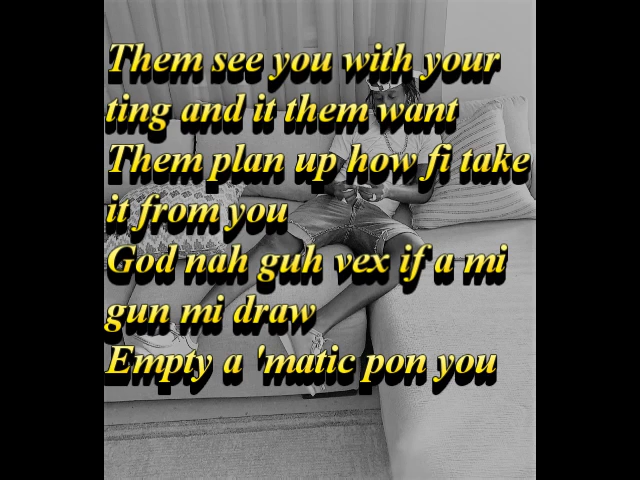 Them see you with your
ting and it them want
Them plan up how fi take
it from you
God nah guh vex if a mi
gun mi draw
Empty a 'matic pon you